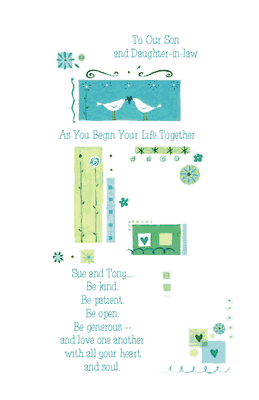 To Our Son
and Daughter-in-law
As You Begin Your Life Together
Sue and Tony...
Be kind.
Be patient.
Be open.
Be generous --
and love one another
with all your heart
and soul.